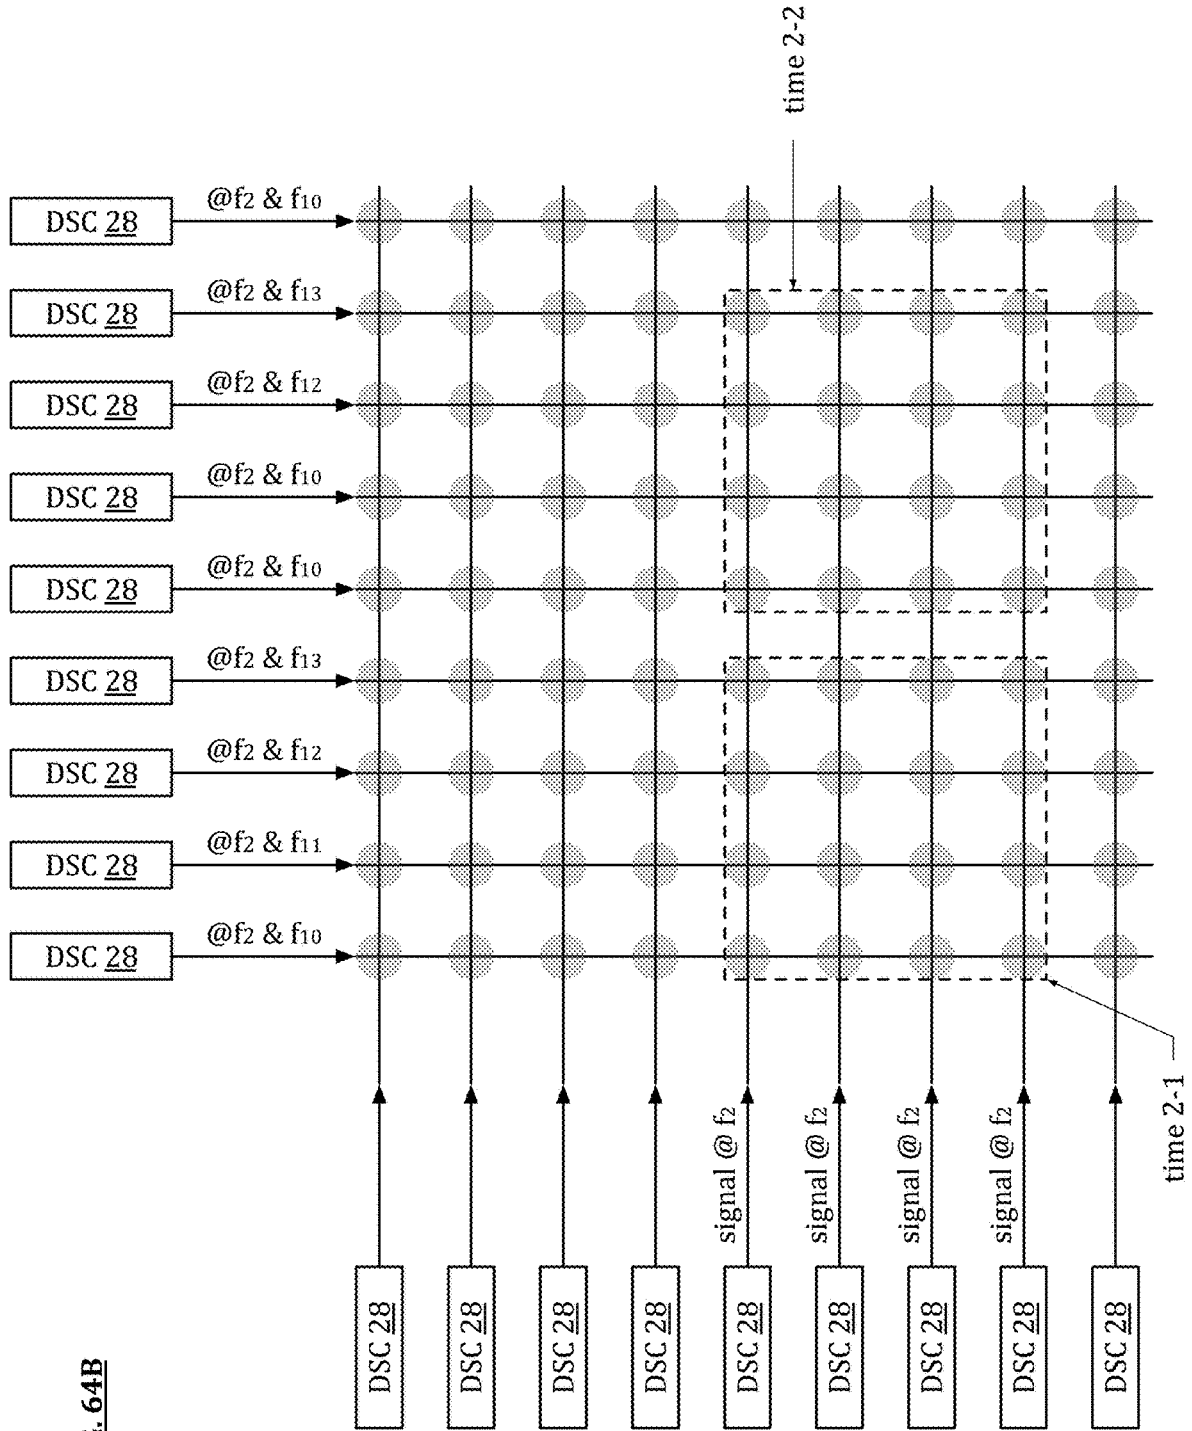 time 2-2
DSC 28
@f2 & f10
DSC 28
@f2 & f13
DSC 28
@f2 & f12
DSC 28
@f2 & f10
DSC 28
@f2 & f10
DSC 28
@f2 & f13
DSC 28
@f2 & f12
DSC 28
@f2 & f11
DSC 28
@f2 & f10
signal @ f2
signal @ f2
signal @ f2
signal @ f2
time 2-1
DSC 28
DSC 28
DSC 28
DSC 28
DSC 28
DSC 28
DSC 28
DSC 28
DSC 28
64B